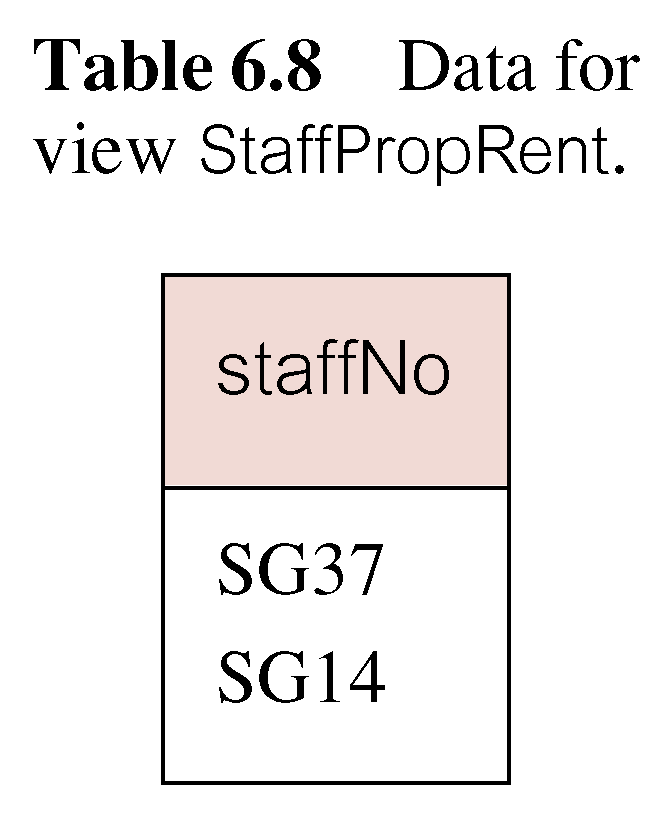 Table 6.8 Data for
view StaffPropRent.
staffNo
SG37
SG14